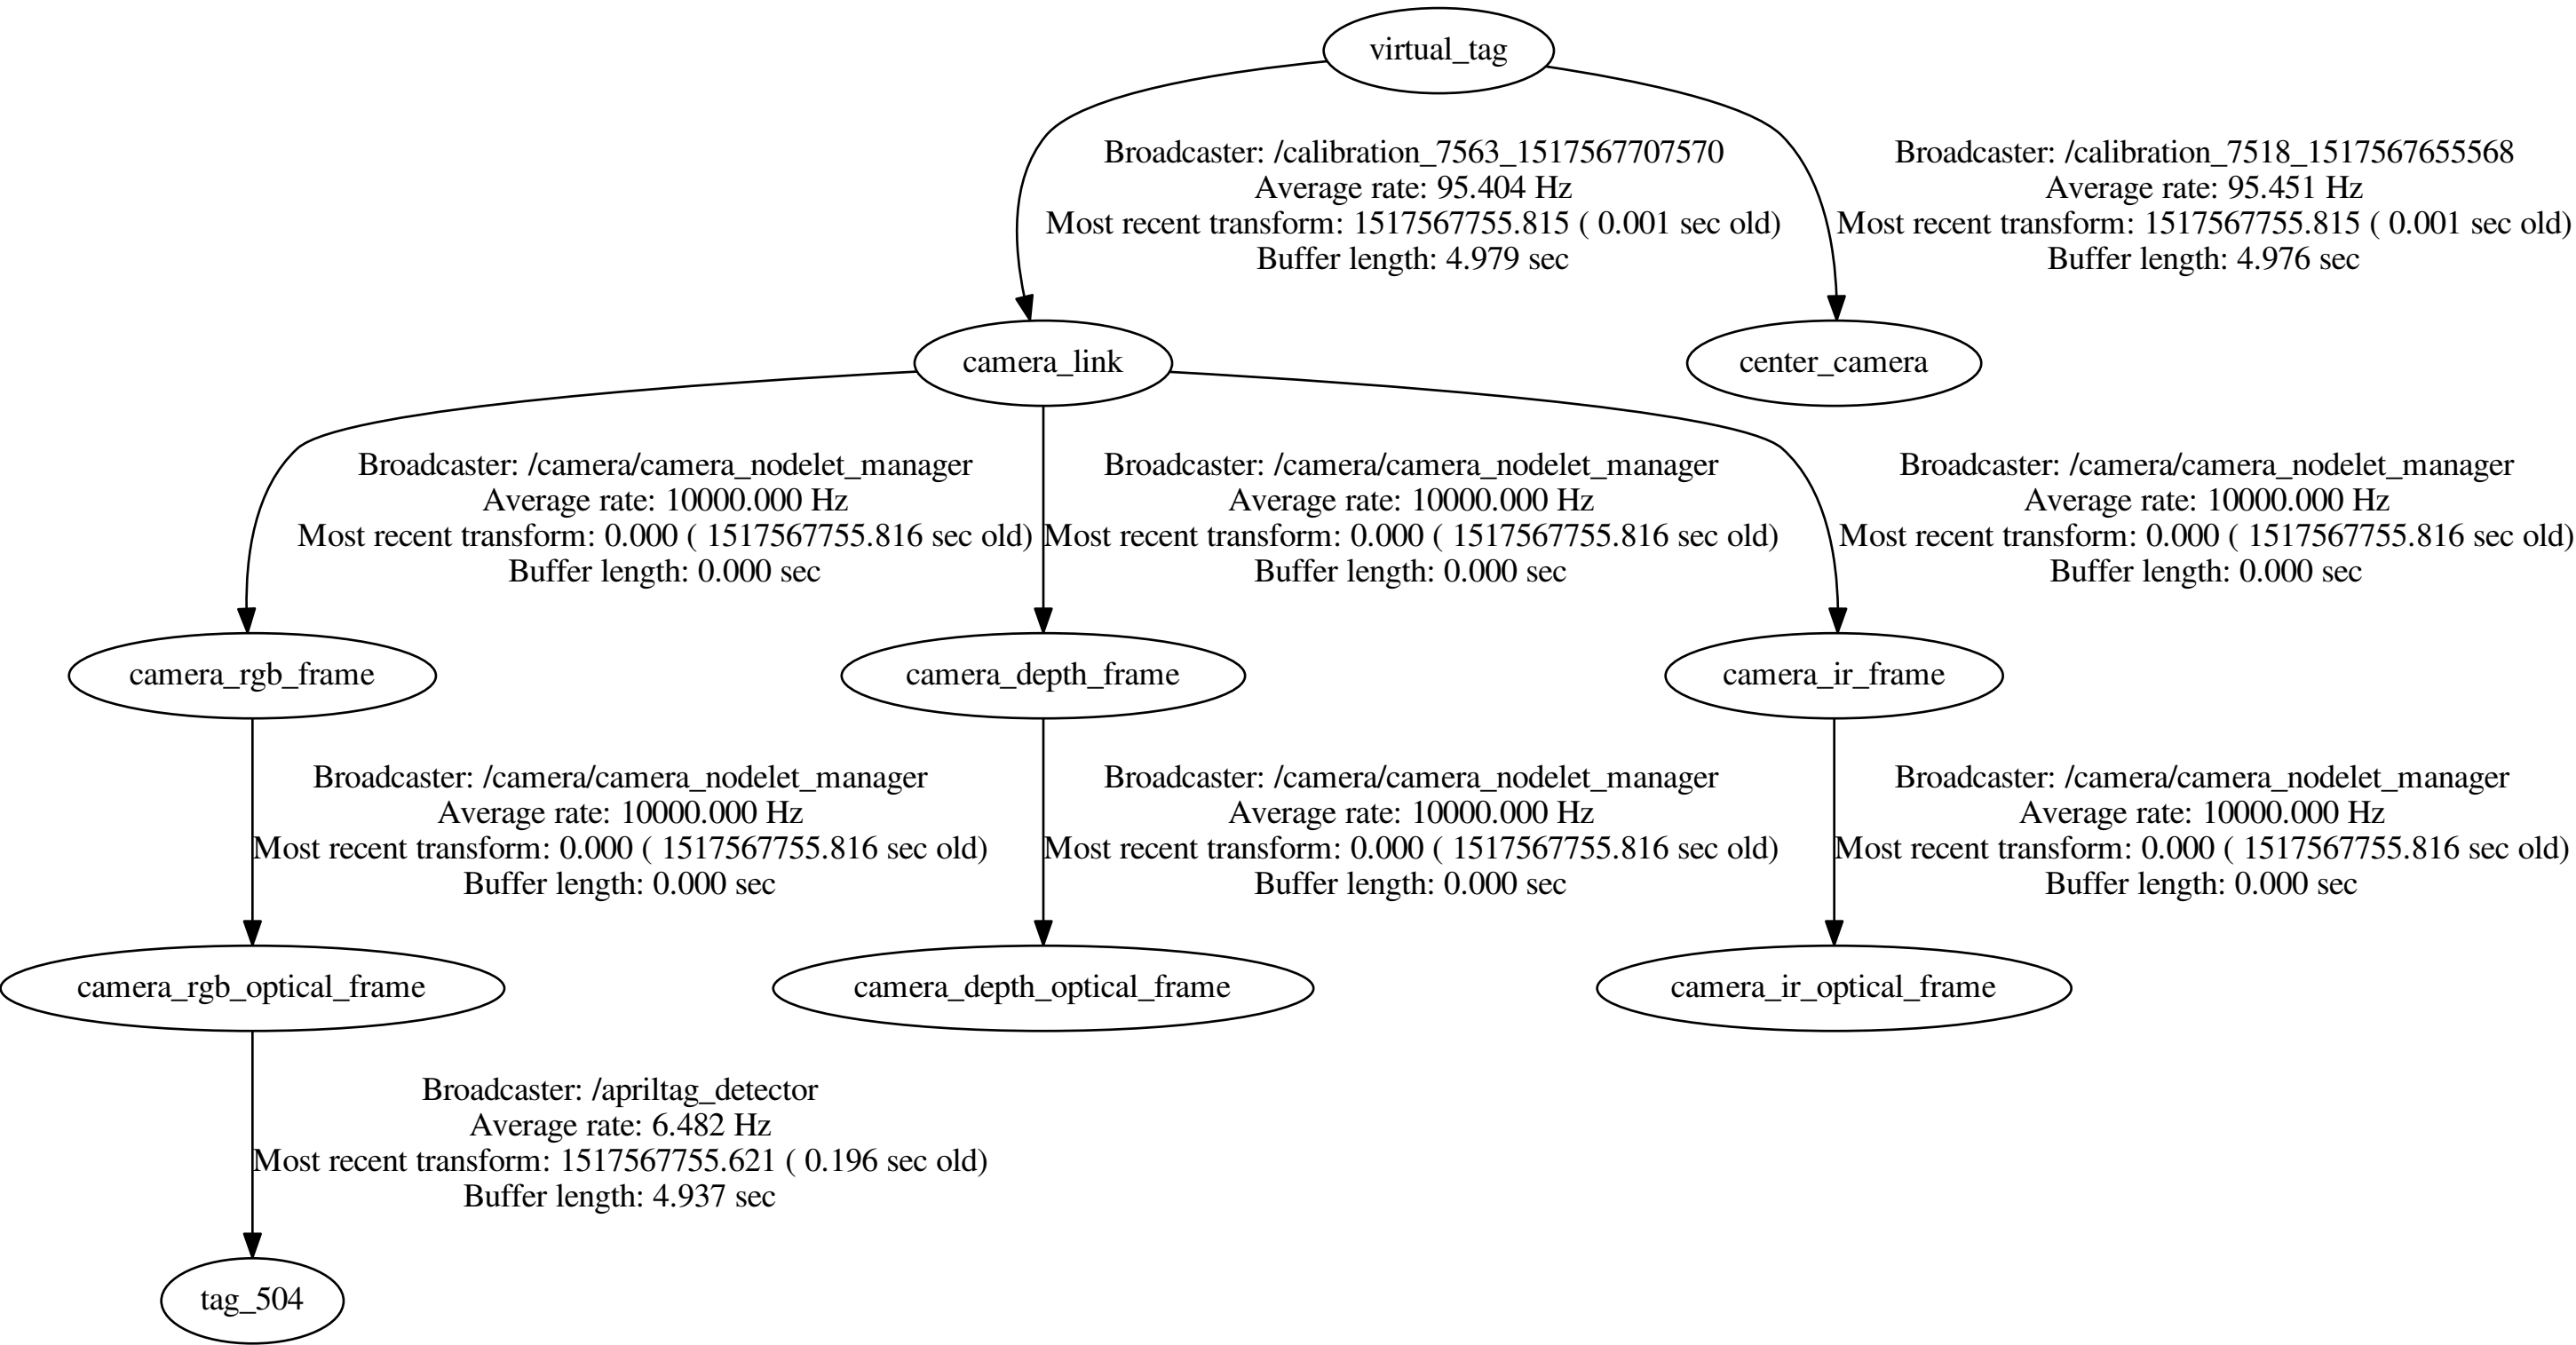 virtual_tag
Broadcaster: /calibration_7563_1517567707570
Average rate: 95.404 Hz
Most recent transform: 1517567755.815 ( 0.001 sec old)
Buffer length: 4.979 sec
Broadcaster: /calibration_7518_1517567655568
Average rate: 95.451 Hz
Most recent transform: 1517567755.815 ( 0.001 sec old)
Buffer length: 4.976 sec
camera_link
center_camera
Broadcaster: /camera/camera_nodelet_manager
Average rate: 10000.000 Hz
Most recent transform: 0.000 ( 1517567755.816 sec old)
Buffer length: 0.000 sec
Broadcaster: /camera/camera_nodelet_manager
Average rate: 10000.000 Hz
Most recent transform: 0.000 ( 1517567755.816 sec old)
Buffer length: 0.000 sec
Broadcaster: /camera/camera_nodelet_manager
Average rate: 10000.000 Hz
Most recent transform: 0.000 ( 1517567755.816 sec old)
Buffer length: 0.000 sec
camera_rgb_frame
camera_depth_frame
camera_ir_frame
Broadcaster: /camera/camera_nodelet_manager
Average rate: 10000.000 Hz
Most recent transform: 0.000 ( 1517567755.816 sec old)
Buffer length: 0.000 sec
Broadcaster: /camera/camera_nodelet_manager
Average rate: 10000.000 Hz
Most recent transform: 0.000 ( 1517567755.816 sec old)
Buffer length: 0.000 sec
Broadcaster: /camera/camera_nodelet_manager
Average rate: 10000.000 Hz
Most recent transform: 0.000 ( 1517567755.816 sec old)
Buffer length: 0.000 sec
camera_rgb_optical_frame
camera_depth_optical_frame
camera_ir_optical_frame
Broadcaster: /apriltag_detector
Average rate: 6.482 Hz
Most recent transform: 1517567755.621 ( 0.196 sec old)
Buffer length: 4.937 sec
tag_504